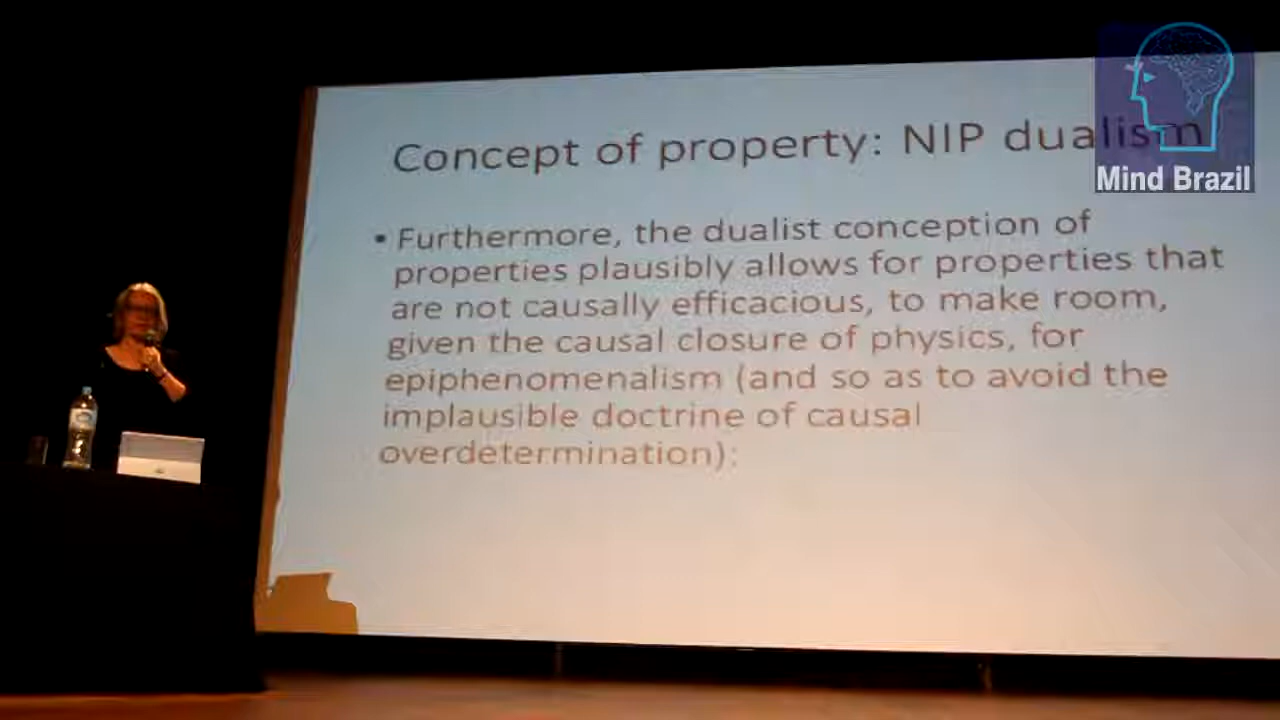 Concept of property: NIP dualism
Mind Brazil
• Furthermore, the dualist conception of
properties plausibly allows for properties that
are not causally efficacious, to make room,
given the causal closure of physics, for
epiphenomenalism (and so as to avoid the
implausible doctrine of causal
overdetermination):